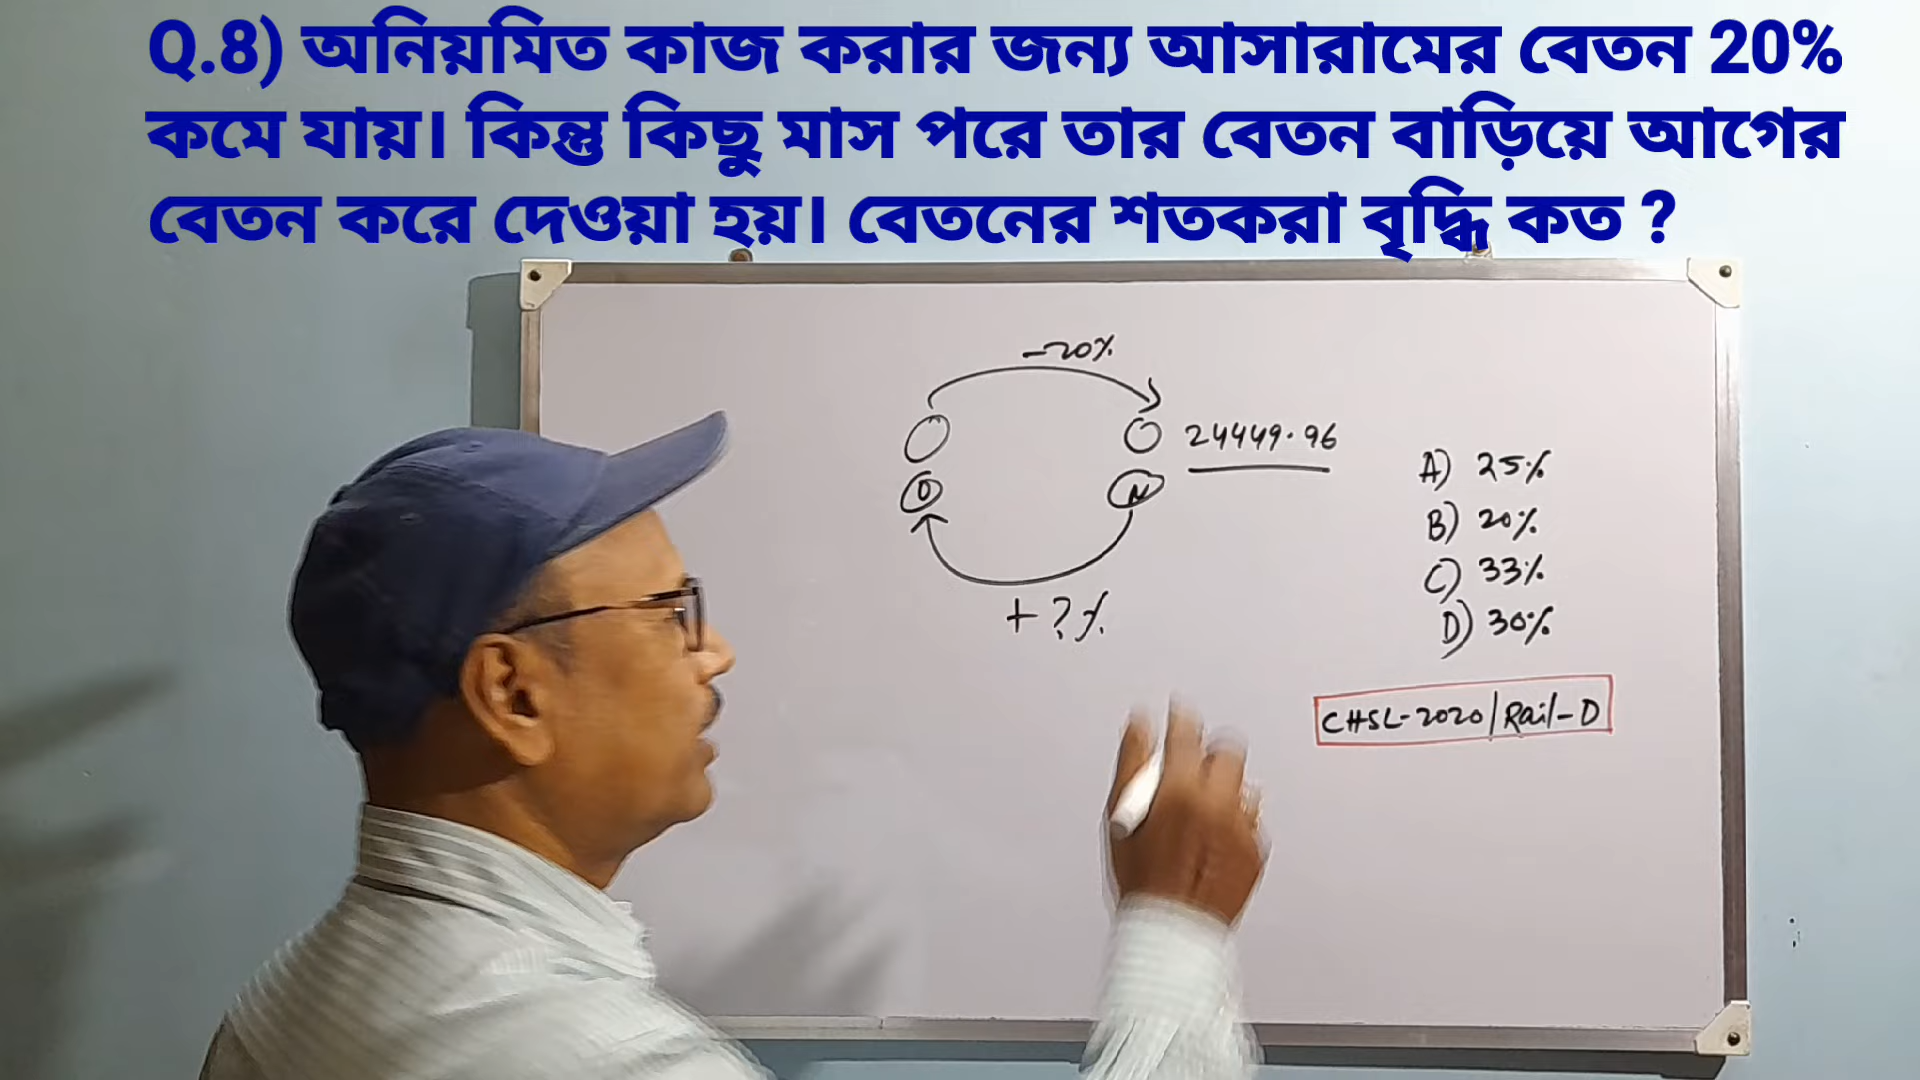 Q.8) অনিয়মিত কাজ করার জন্য আসারামের বেতন 20%
কমে যায়। কিন্তু কিছু মাস পরে তার বেতন বাড়িয়ে আগের
বেতন করে দেওয়া হয়। বেতনের শতকরা বৃদ্ধি কত ?
-20%
24449.96
O
N
+ ? %
A) 25%
B) 20%
C) 33%
D) 30%
CHSL-2020/Rail-D